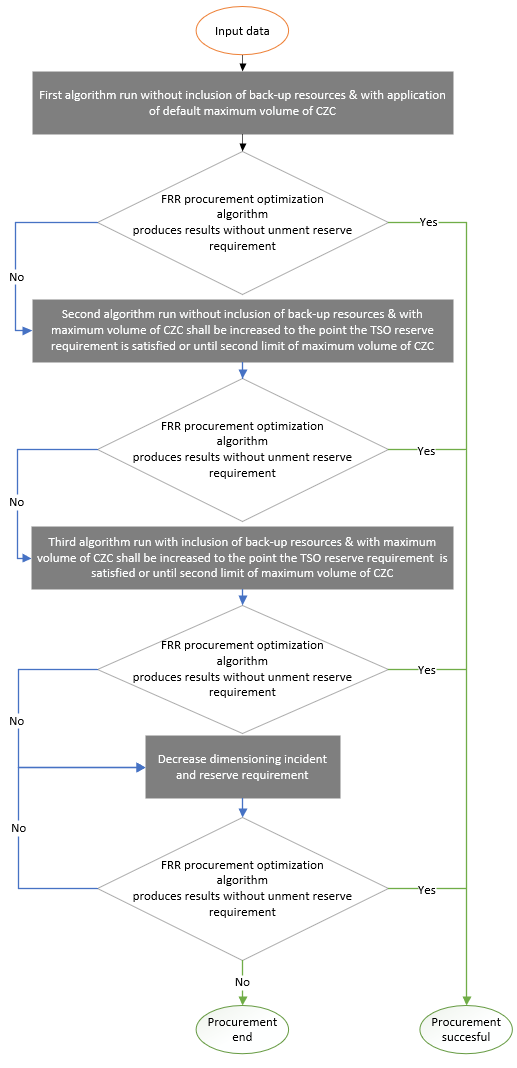 Input data
First algorithm run without inclusion of back-up resources & with application
of default maximum volume of CZC
FRR procurement optimization
algorithm
produces results without unment reserve
requirement
Yes
No
Second algorithm run without inclusion of back-up resources & with
maximum volume of CZC shall be increased to the point the TSO reserve
requirement is satisfied or until second limit of maximum volume of CZC
FRR procurement optimization
algorithm
produces results without unment reserve
requirement
Yes
No
Third algorithm run with inclusion of back-up resources & with maximum
volume of CZC shall be increased to the point the TSO reserve requirement is
satisfied or until second limit of maximum volume of CZC
FRR procurement optimization
algorithm
produces results without unment reserve
requirement
Yes
No
Decrease dimensioning incident
and reserve requirement
No
FRR procurement optimization
algorithm
produces results without unment reserve
requirement
Yes
No
Procurement
end
Procurement
succesful